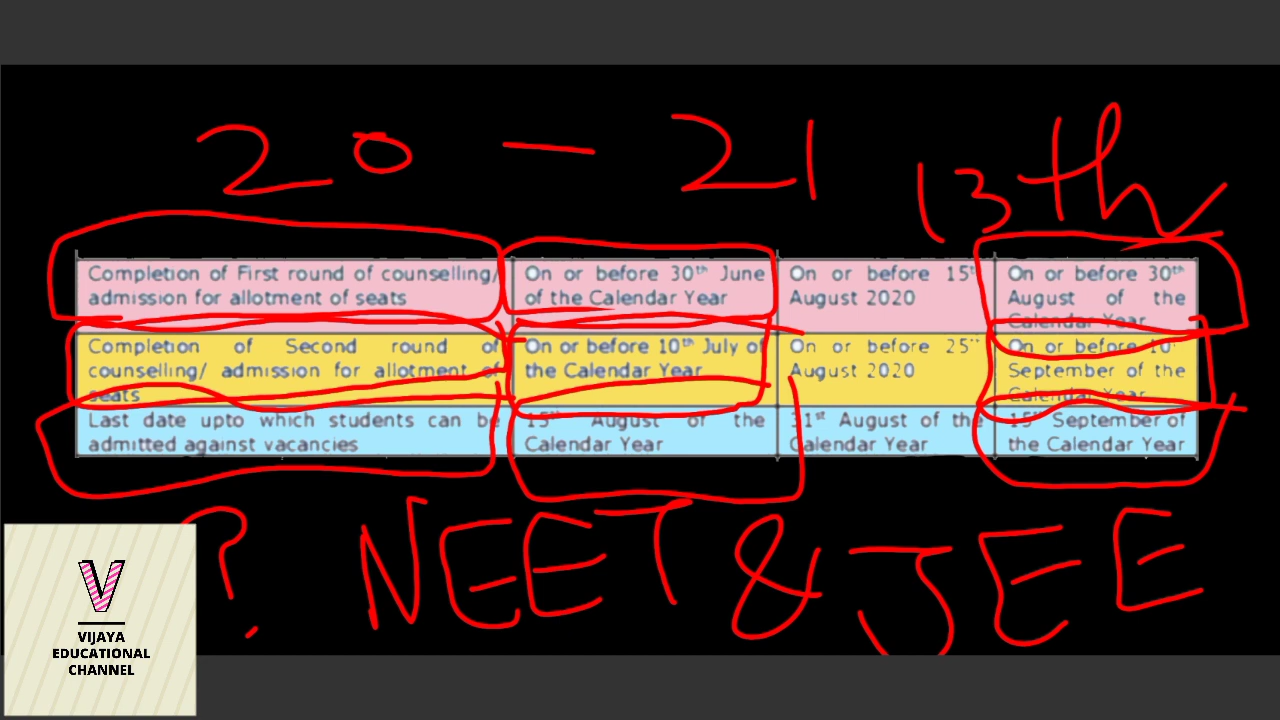 20 - 21
13th
Completion of First round of counselling/
admission for allotment of seats
On or before 30th June
of the Calendar Year
On or before 15t
August 2020
On or before 30th
August of the
Calendar Year
Completion of Second round of
counselling/ admission for allotment of
seats
On or before 10th July of
the Calendar Year
On or before 25th
August 2020
On or before 10th
September of the
Calendar Year
Last date upto which students can be
admitted against vacancies
15th August of the
Calendar Year
31st August of the
Calendar Year
15th September of
the Calendar Year
? NEET & JEE
V
VIJAYA
EDUCATIONAL
CHANNEL